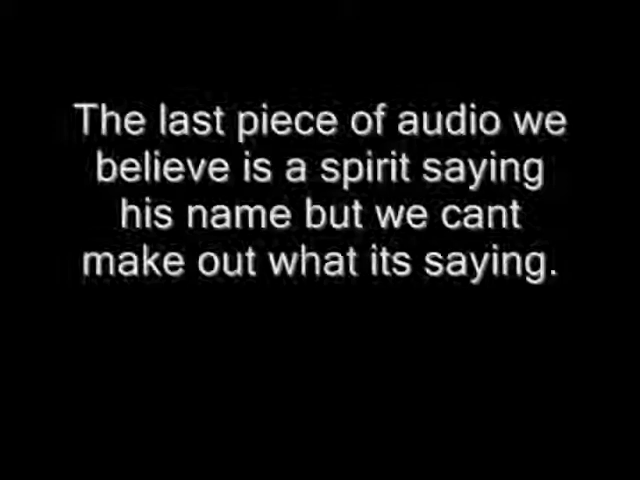 The last piece of audio we
believe is a spirit saying
his name but we cant
make out what its saying.